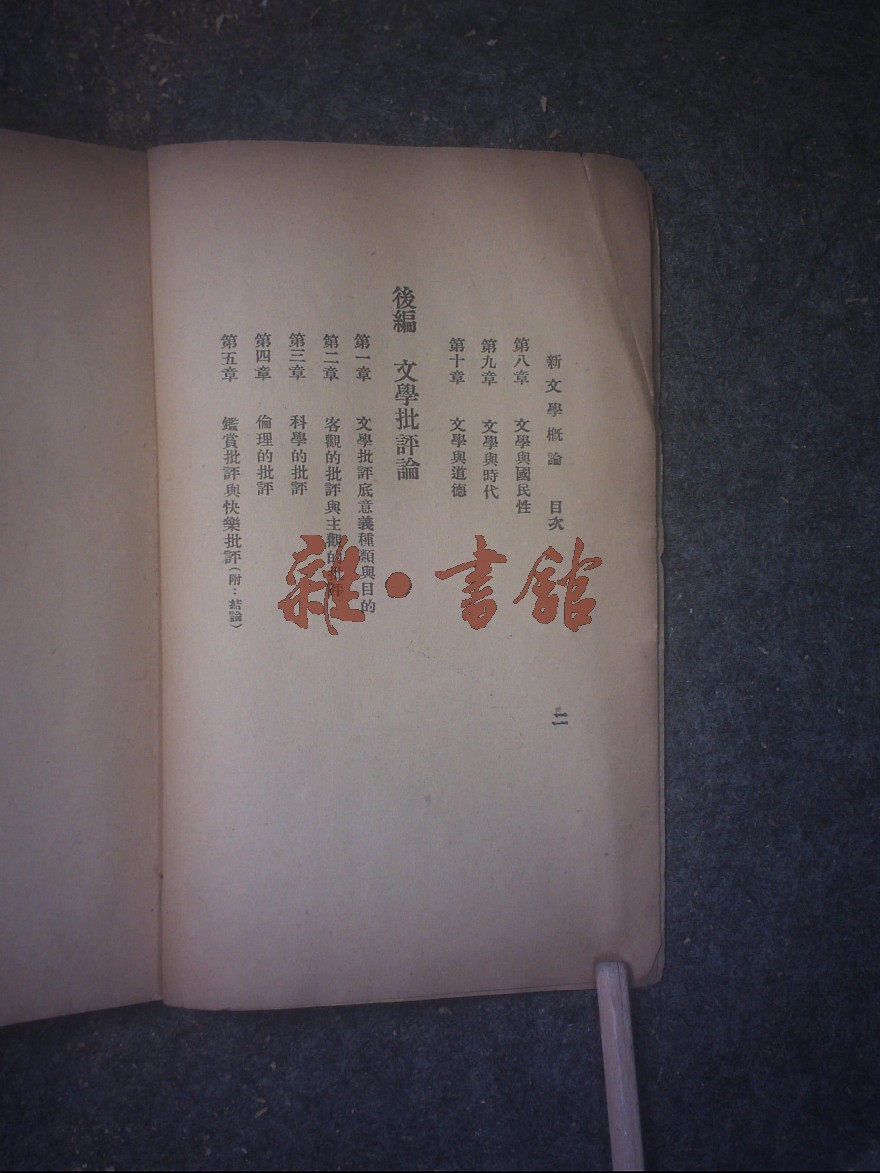 新文學概論　目次
二
第八章　文學與國民性
第九章　文學與時代
第十章　文學與道德
後編　文學批評論
第一章　文學批評底意義種類與目的
第二章　客觀的批評與主觀的批評
第三章　科學的批評
第四章　倫理的批評
第五章　鑑賞批評與快樂批評（附：結論）
雜·書館